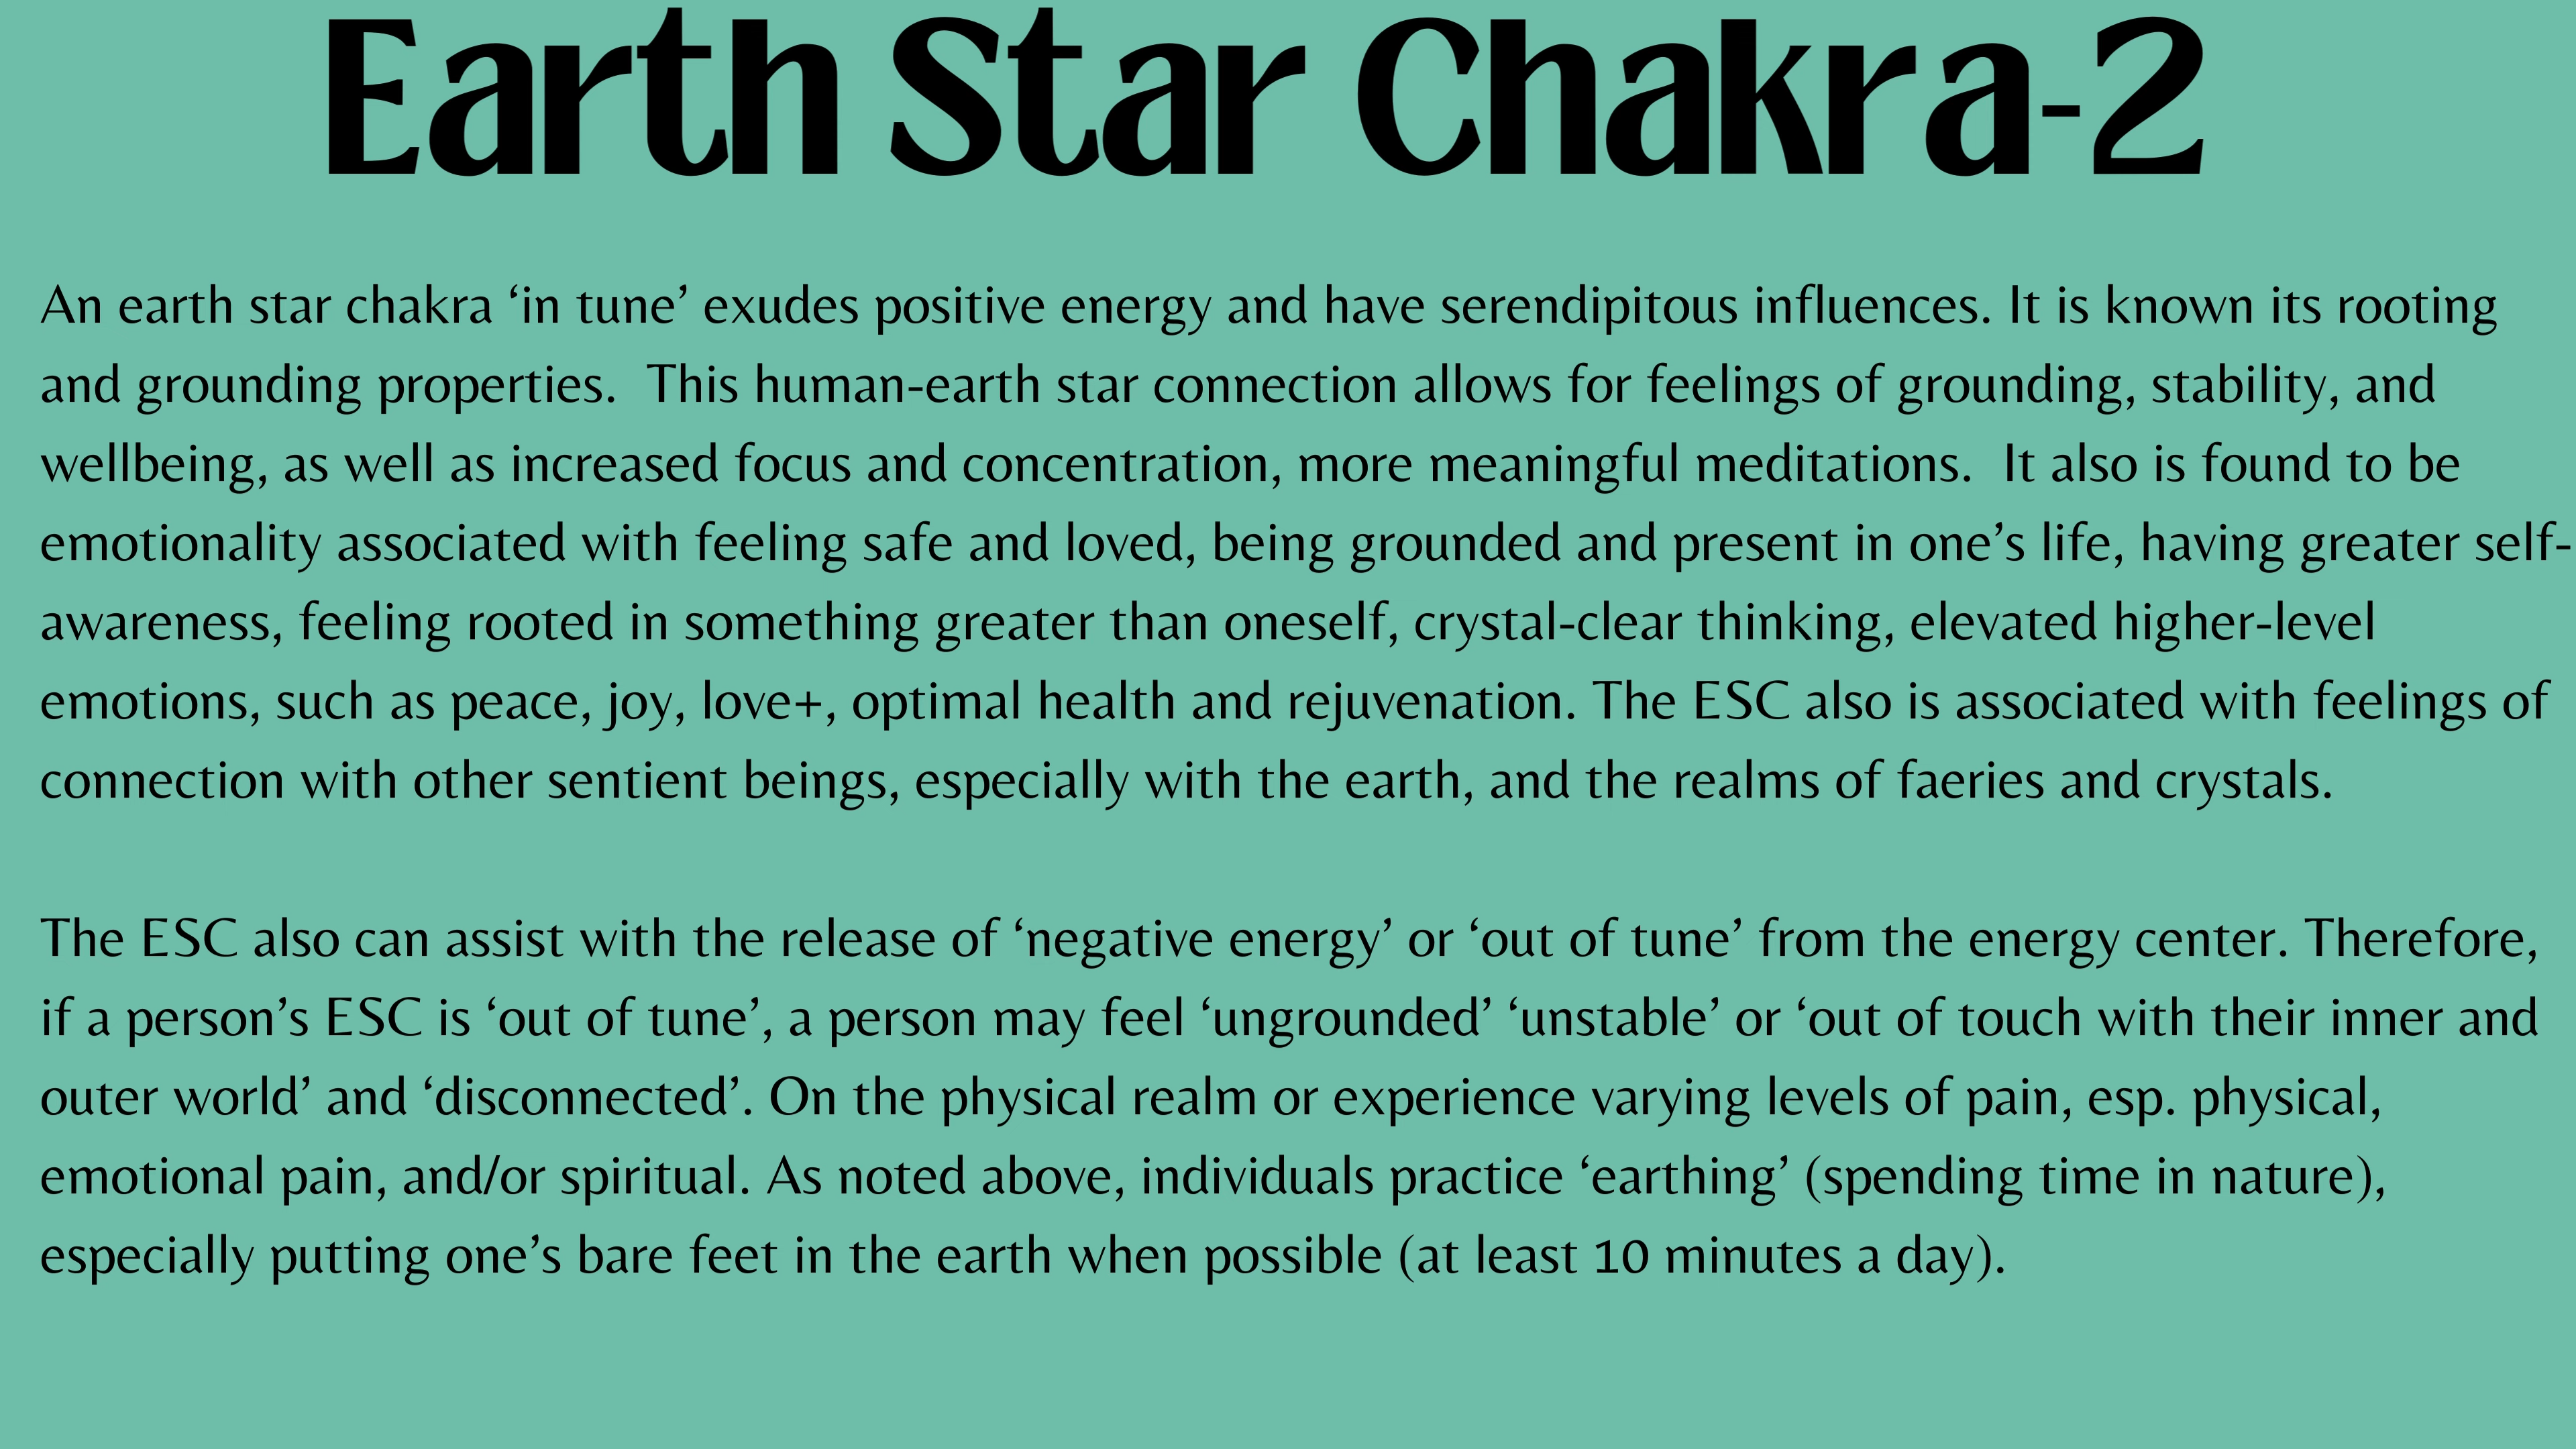 Earth Star Chakra-2
An earth star chakra ‘in tune’ exudes positive energy and have serendipitous influences. It is known its rooting
and grounding properties.  This human-earth star connection allows for feelings of grounding, stability, and
wellbeing, as well as increased focus and concentration, more meaningful meditations.  It also is found to be
emotionality associated with feeling safe and loved, being grounded and present in one’s life, having greater self-
awareness, feeling rooted in something greater than oneself, crystal-clear thinking, elevated higher-level
emotions, such as peace, joy, love+, optimal health and rejuvenation. The ESC also is associated with feelings of
connection with other sentient beings, especially with the earth, and the realms of faeries and crystals.
The ESC also can assist with the release of ‘negative energy’ or ‘out of tune’ from the energy center. Therefore,
if a person’s ESC is ‘out of tune’, a person may feel ‘ungrounded’ ‘unstable’ or ‘out of touch with their inner and
outer world’ and ‘disconnected’. On the physical realm or experience varying levels of pain, esp. physical,
emotional pain, and/or spiritual. As noted above, individuals practice ‘earthing’ (spending time in nature),
especially putting one’s bare feet in the earth when possible (at least 10 minutes a day).